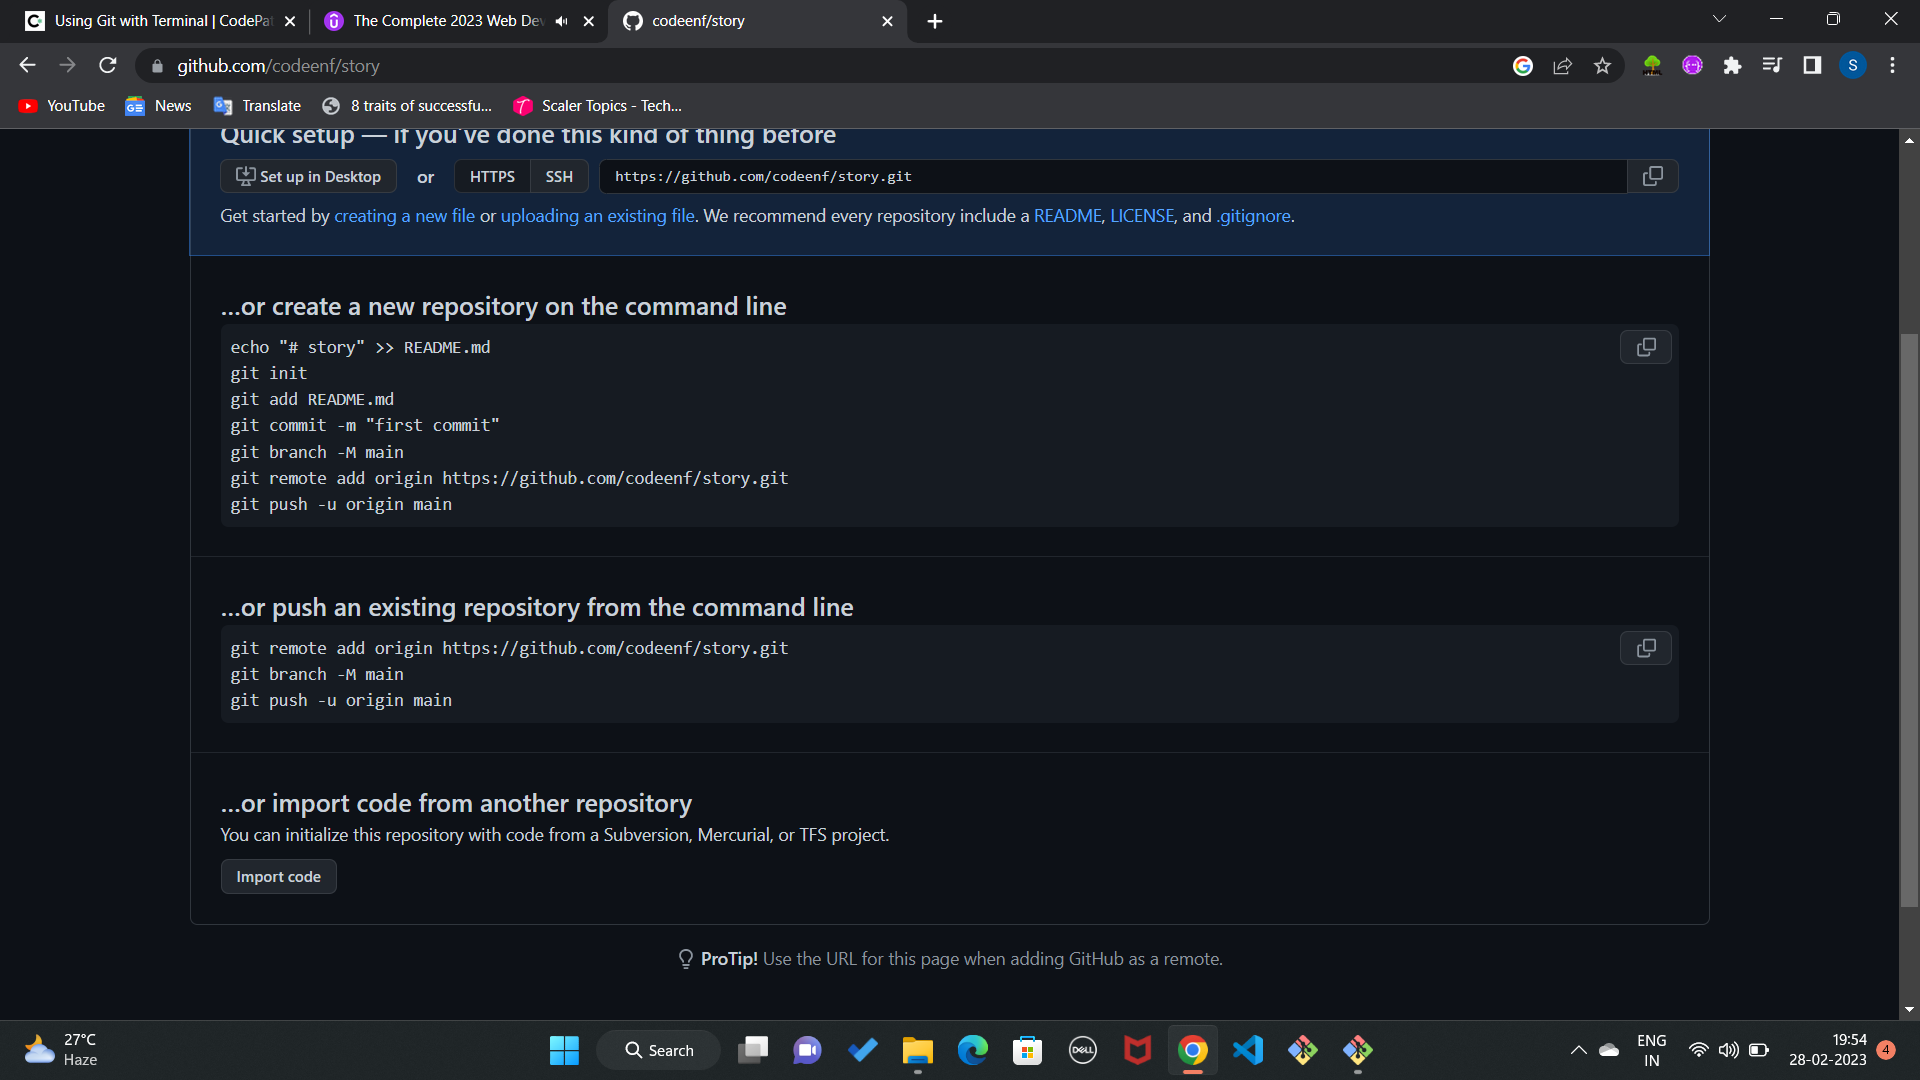 Using Git with Terminal | CodePat
The Complete 2023 Web Dev
codeenf/story
github.com/codeenf/story
S
YouTube
News
Translate
8 traits of successfu...
Scaler Topics - Tech...
Quick setup — if you've done this kind of thing before
Set up in Desktop
or
HTTPS
SSH
https://github.com/codeenf/story.git
Get started by creating a new file or uploading an existing file. We recommend every repository include a README, LICENSE, and .gitignore.
…or create a new repository on the command line
echo "# story" >> README.md
git init
git add README.md
git commit -m "first commit"
git branch -M main
git remote add origin https://github.com/codeenf/story.git
git push -u origin main
…or push an existing repository from the command line
git remote add origin https://github.com/codeenf/story.git
git branch -M main
git push -u origin main
…or import code from another repository
You can initialize this repository with code from a Subversion, Mercurial, or TFS project.
Import code
ProTip! Use the URL for this page when adding GitHub as a remote.
27°C
Haze
Search
DELL
ENG
IN
19:54
28-02-2023
4